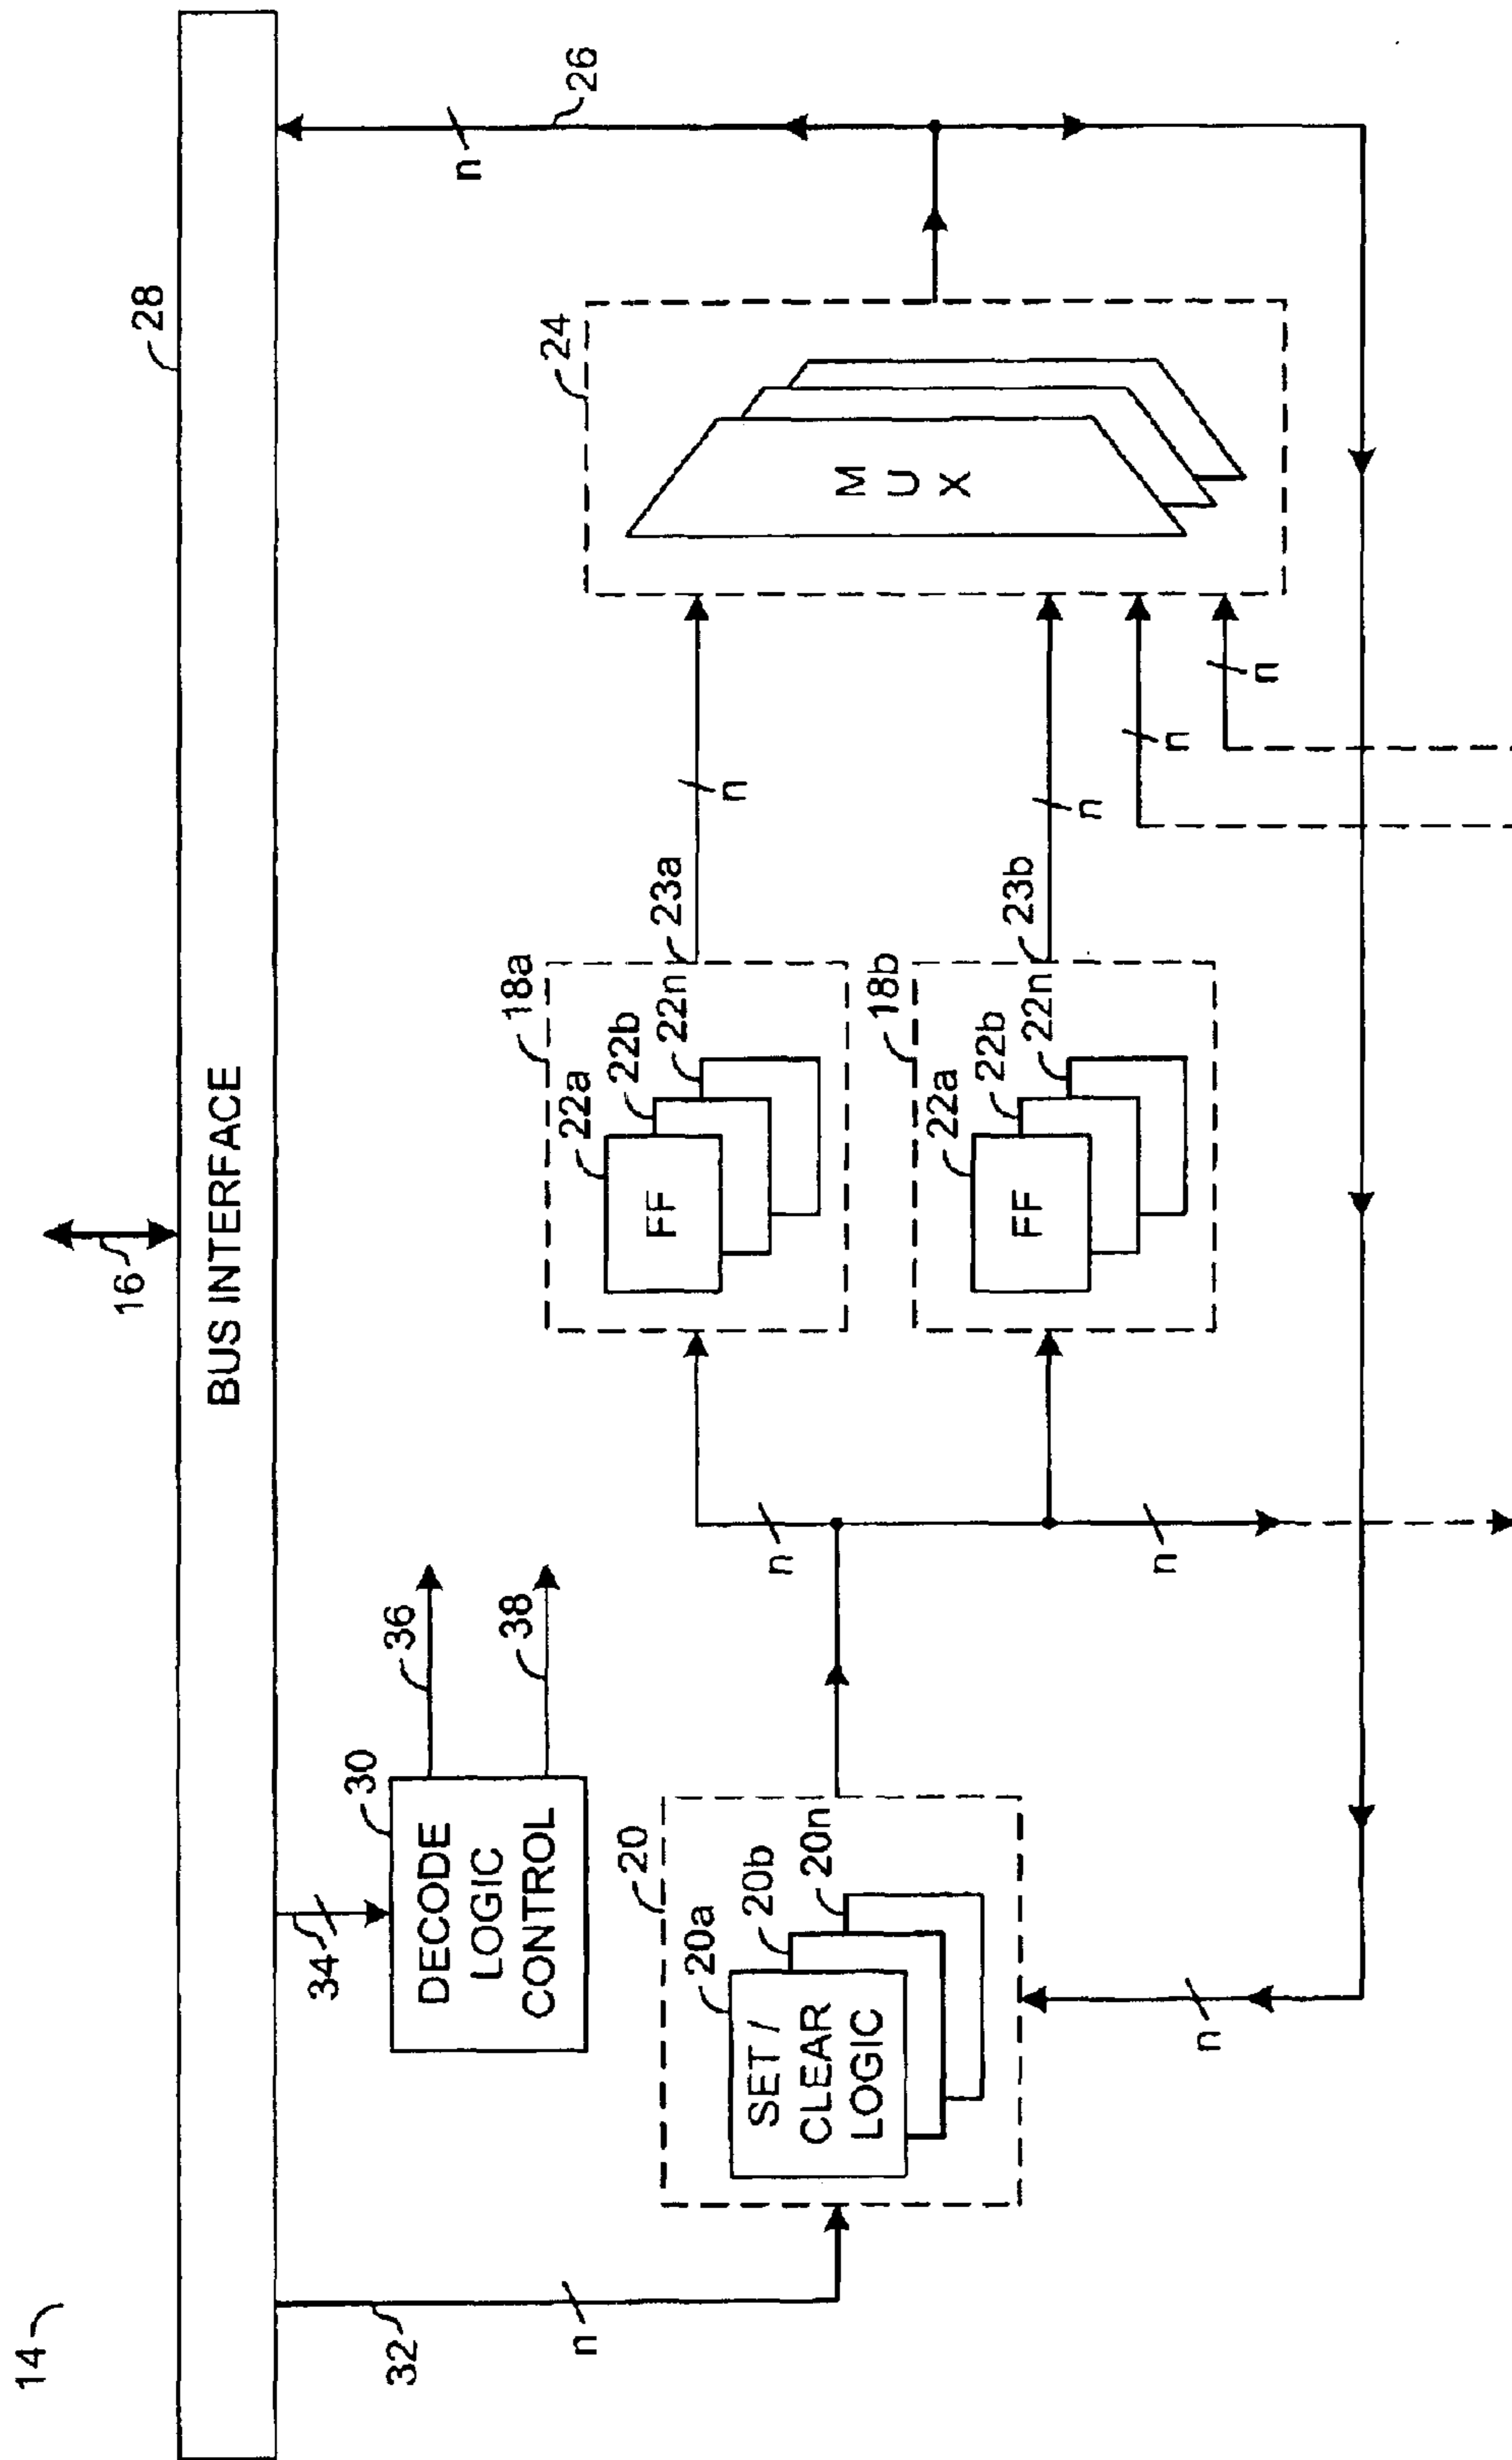 14
16
28
BUS INTERFACE
32
n
34
30
DECODE
LOGIC
CONTROL
36
38
n
26
20
20a
20b
20n
SET /
CLEAR
LOGIC
n
n
n
18a
22a
22b
22n
23a
FF
n
18b
22a
22b
22n
23b
FF
n
24
M
U
X
n
n